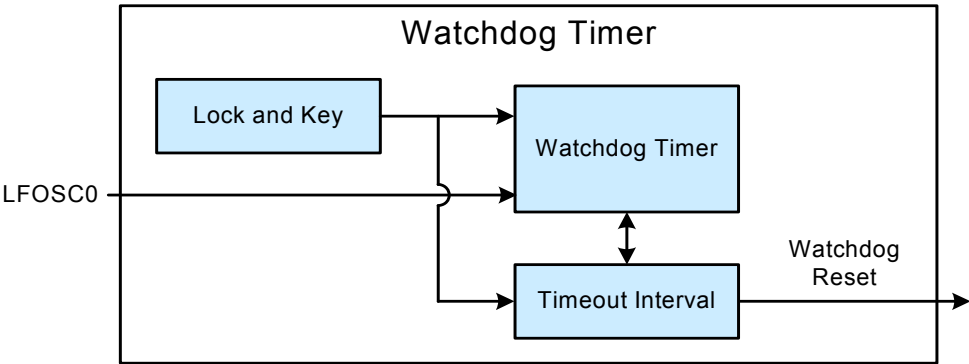 Watchdog Timer
Lock and Key
Watchdog Timer
LFOSC0
Watchdog
Reset
Timeout Interval